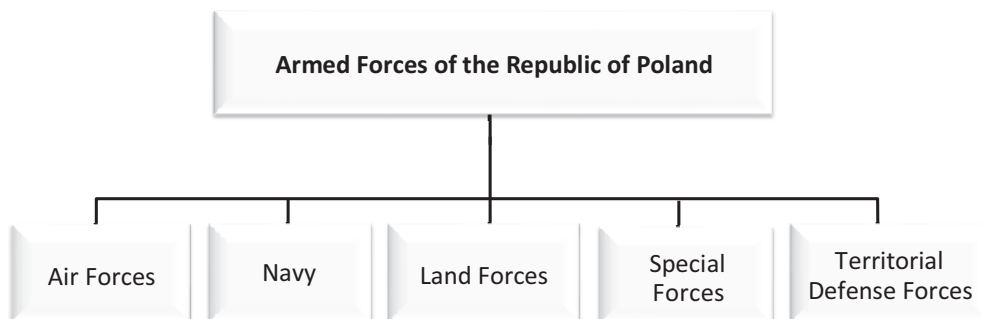 Armed Forces of the Republic of Poland
Air Forces
Navy
Land Forces
Special
Forces
Territorial
Defense Forces